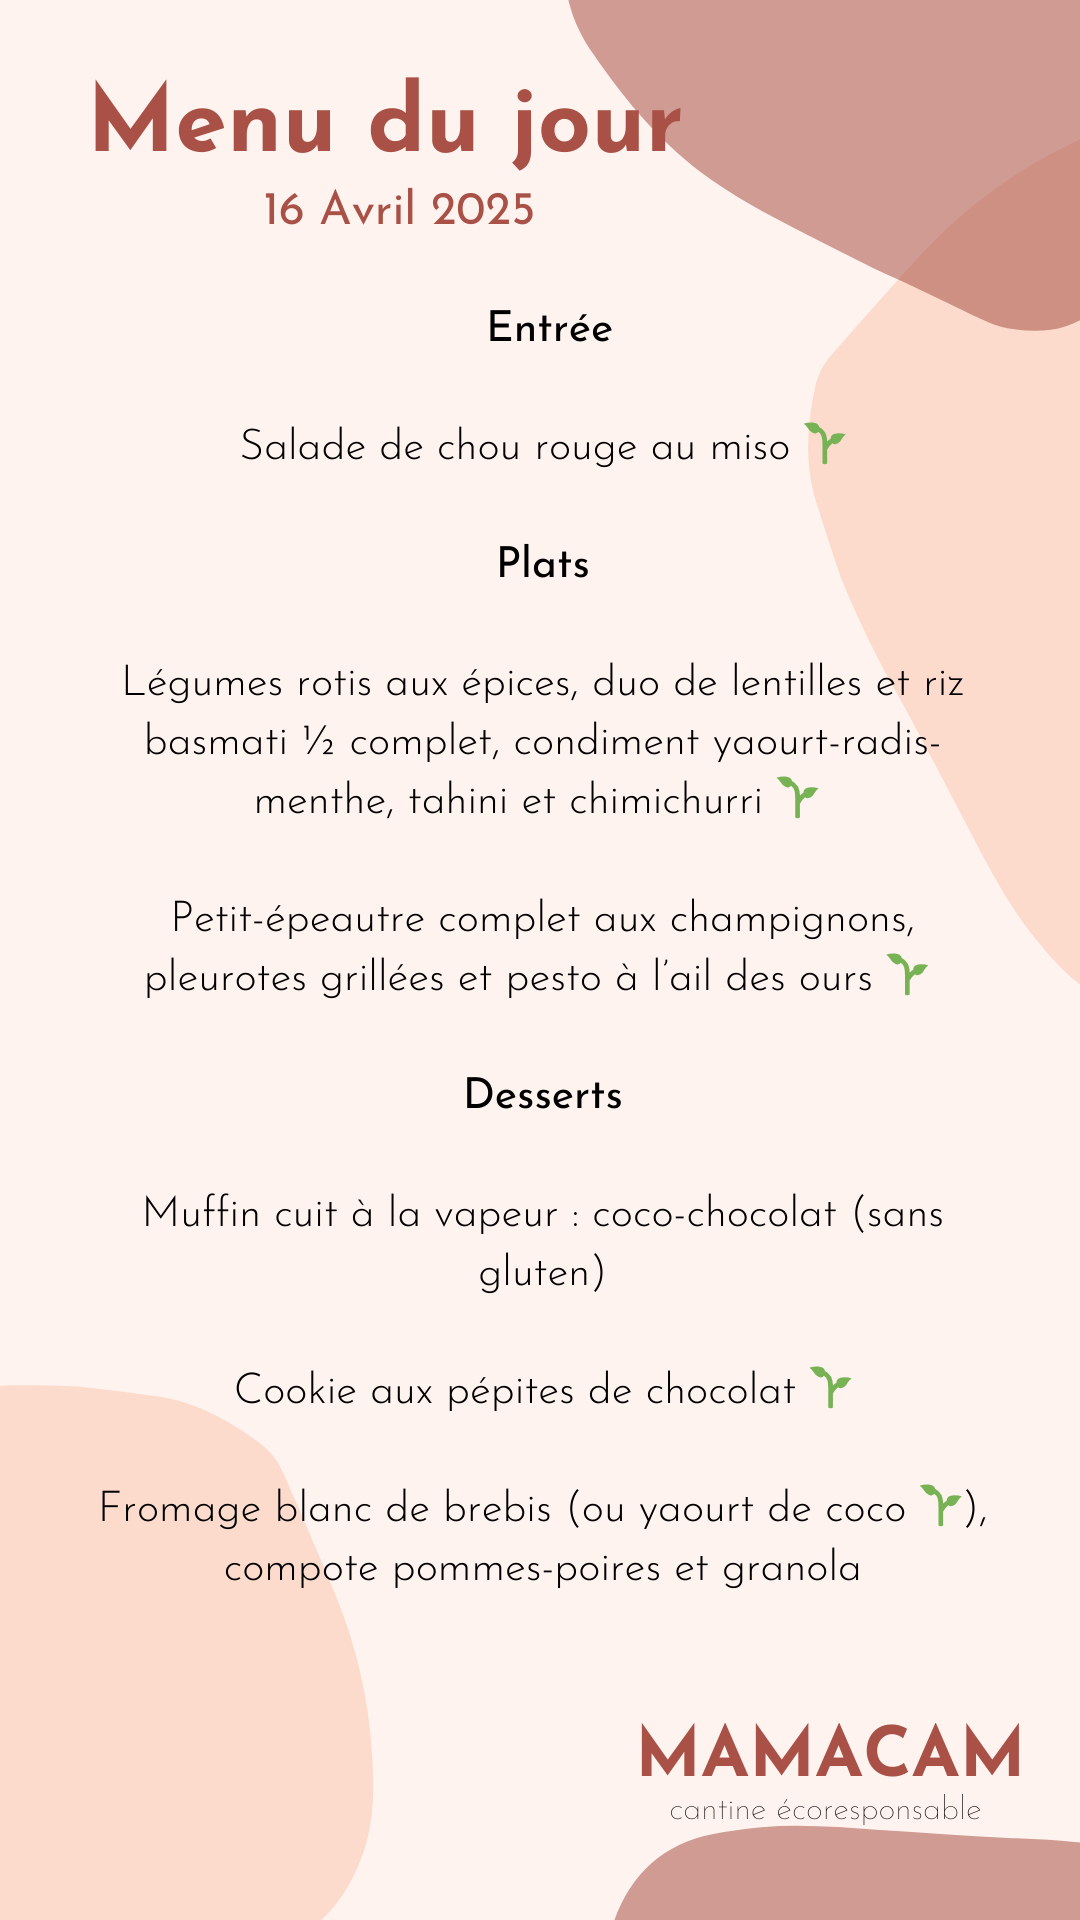 Menu du jour
16 Avril 2025
Entrée
Salade de chou rouge au miso 🌱
Plats
Légumes rotis aux épices, duo de lentilles et riz
basmati ½ complet, condiment yaourt-radis-
menthe, tahini et chimichurri 🌱
Petit-épeautre complet aux champignons,
pleurotes grillées et pesto à l’ail des ours 🌱
Desserts
Muffin cuit à la vapeur : coco-chocolat (sans
gluten)
Cookie aux pépites de chocolat 🌱
Fromage blanc de brebis (ou yaourt de coco 🌱),
compote pommes-poires et granola
MAMACAM
cantine écoresponsable